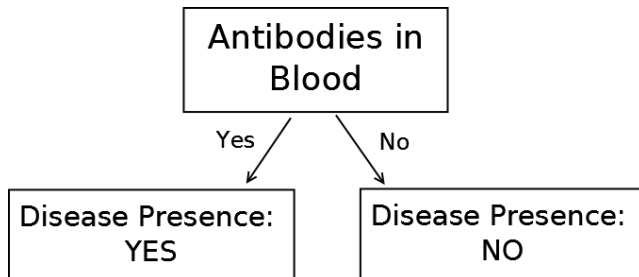 Antibodies in
Blood
Yes
No
Disease Presence:
YES
Disease Presence:
NO